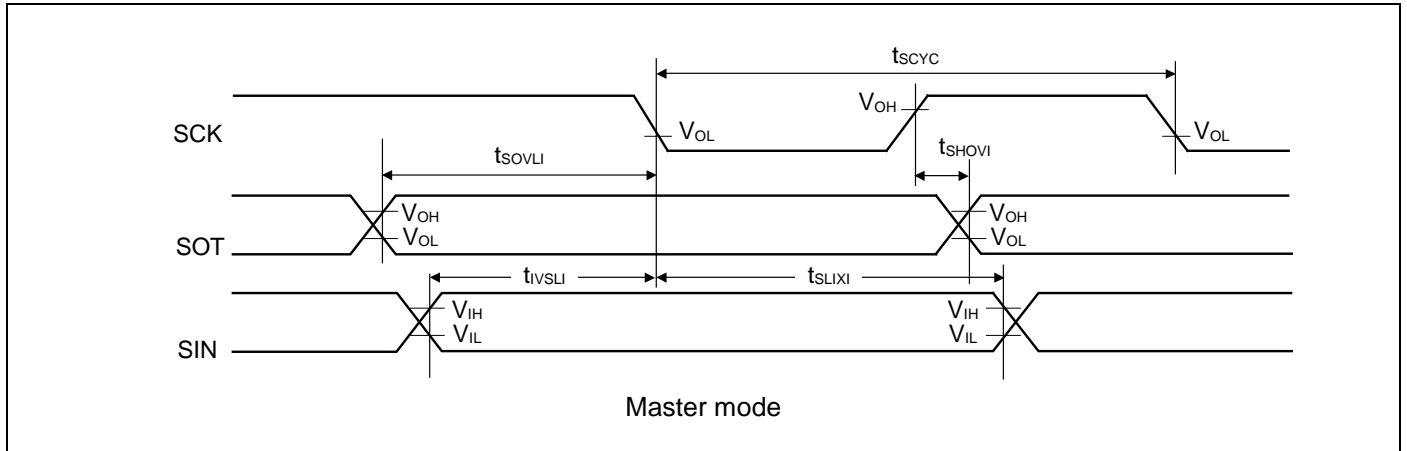 tSCYC
VOH
SCK
VOL
VOL
tSOVLI
tSHOVI
VOH
VOH
SOT
VOL
VOL
tIVSLI
tSLIXI
VIH
VIH
VIL
VIL
SIN
Master mode